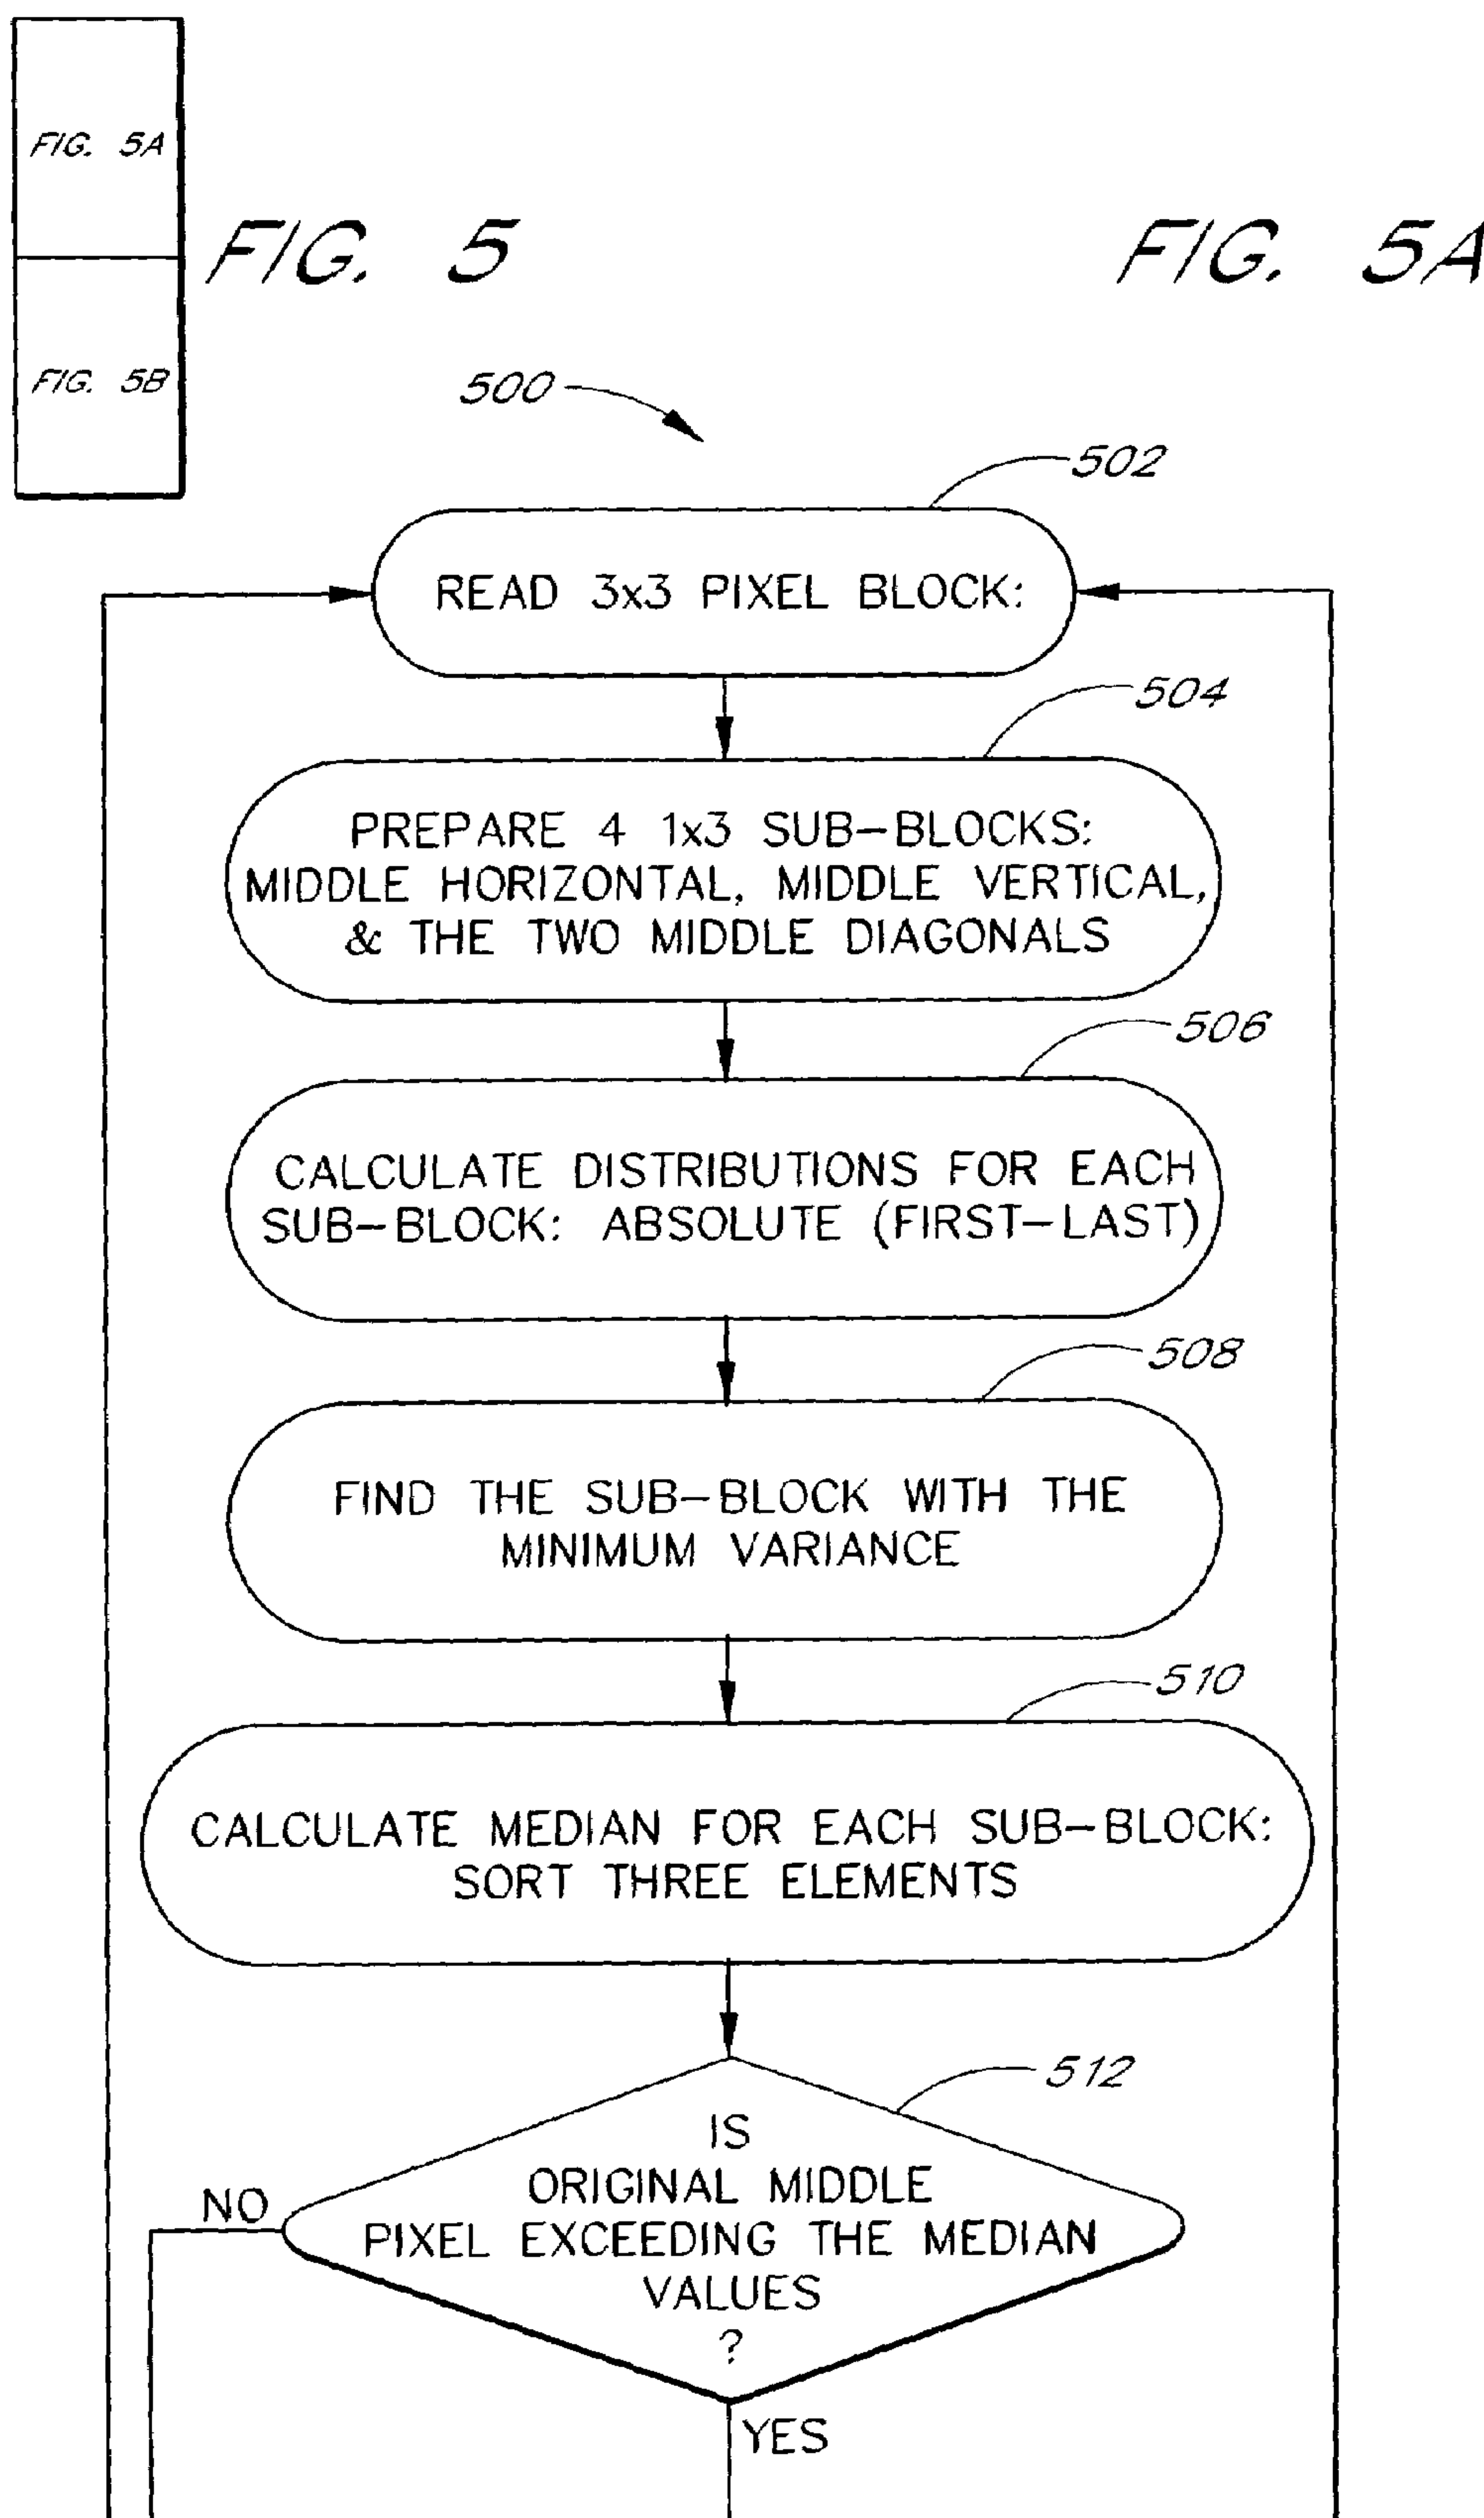 FIG. 5A
FIG. 5B
FIG. 5
FIG. 5A
500
502
READ 3x3 PIXEL BLOCK:
504
PREPARE 4 1x3 SUB-BLOCKS:
MIDDLE HORIZONTAL, MIDDLE VERTICAL,
& THE TWO MIDDLE DIAGONALS
506
CALCULATE DISTRIBUTIONS FOR EACH
SUB-BLOCK: ABSOLUTE (FIRST-LAST)
508
FIND THE SUB-BLOCK WITH THE
MINIMUM VARIANCE
510
CALCULATE MEDIAN FOR EACH SUB-BLOCK:
SORT THREE ELEMENTS
512
IS
ORIGINAL MIDDLE
PIXEL EXCEEDING THE MEDIAN
VALUES
?
NO
YES